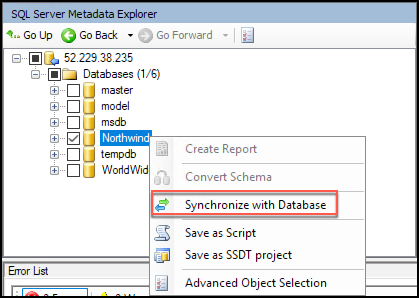 SQL Server Metadata Explorer
Go Up Go Back Go Forward
52.229.38.235
Databases (1/6)
master
model
msdb
Northwind
tempdb
WorldWid
Create Report
Convert Schema
Synchronize with Database
Save as Script
Save as SSDT project
Advanced Object Selection
Error List